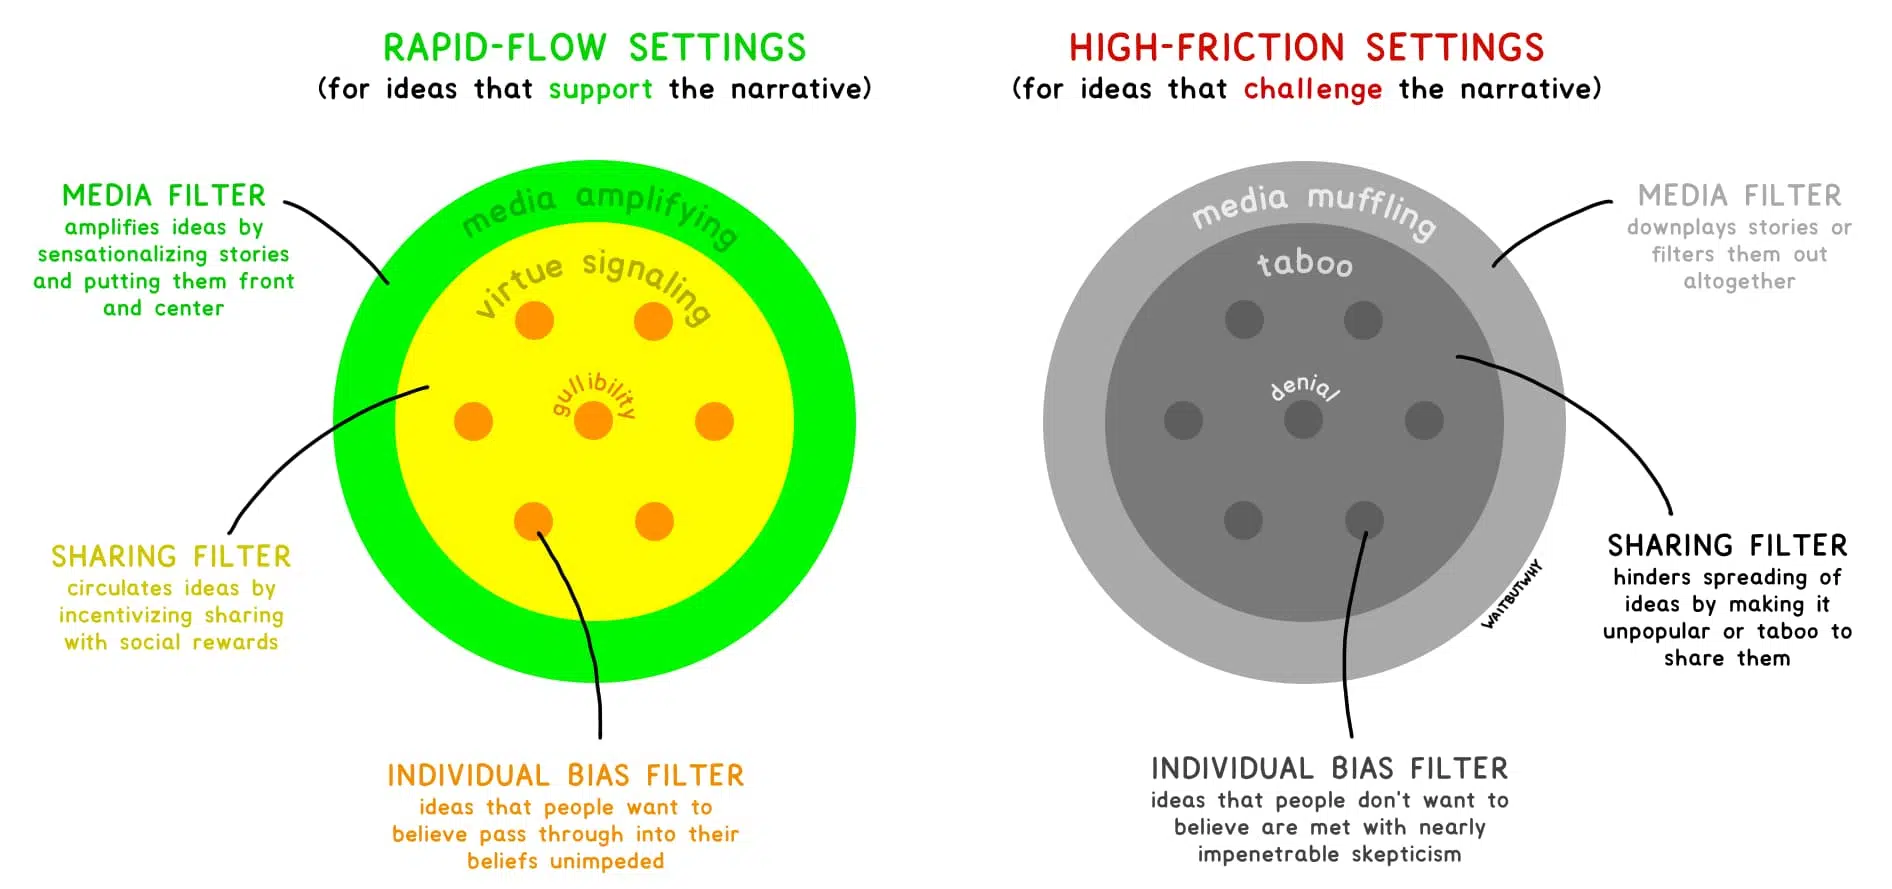 RAPID-FLOW SETTINGS
(for ideas that support the narrative)
MEDIA FILTER
amplifies ideas by
sensationalizing stories
and putting them front
and center
media amplifying
virtue signaling
gullibility
SHARING FILTER
circulates ideas by
incentivizing sharing
with social rewards
INDIVIDUAL BIAS FILTER
ideas that people want to
believe pass through into their
beliefs unimpeded
HIGH-FRICTION SETTINGS
(for ideas that challenge the narrative)
media muffling
taboo
denial
MEDIA FILTER
downplays stories or
filters them out
altogether
SHARING FILTER
hinders spreading of
ideas by making it
unpopular or taboo to
share them
WAITBUTWHY
INDIVIDUAL BIAS FILTER
ideas that people don't want to
believe are met with nearly
impenetrable skepticism